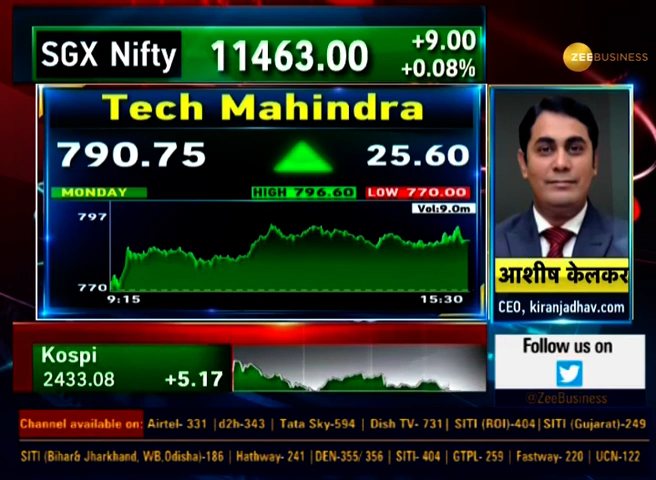 SGX Nifty 11463.00 +9.00
+0.08%
ZEEBUSINESS
Tech Mahindra
790.75 25.60
MONDAY HIGH 796.60 LOW 770.00
Vol:9.0m
797
770
9:15 15:30
आशीष केलकर
CEO, kiranjadhav.com
Kospi
2433.08 +5.17
Follow us on
@ZeeBusiness
Channel available on: Airtel- 331 |d2h-343 | Tata Sky-594 | Dish TV- 731| SITI (ROI)-404| SITI (Gujarat)-249
SITI (Bihar& Jharkhand, WB,Odisha)-186 | Hathway- 241 |DEN-355/ 356 | SITI- 404 | GTPL- 259 | Fastway- 220 | UCN-122